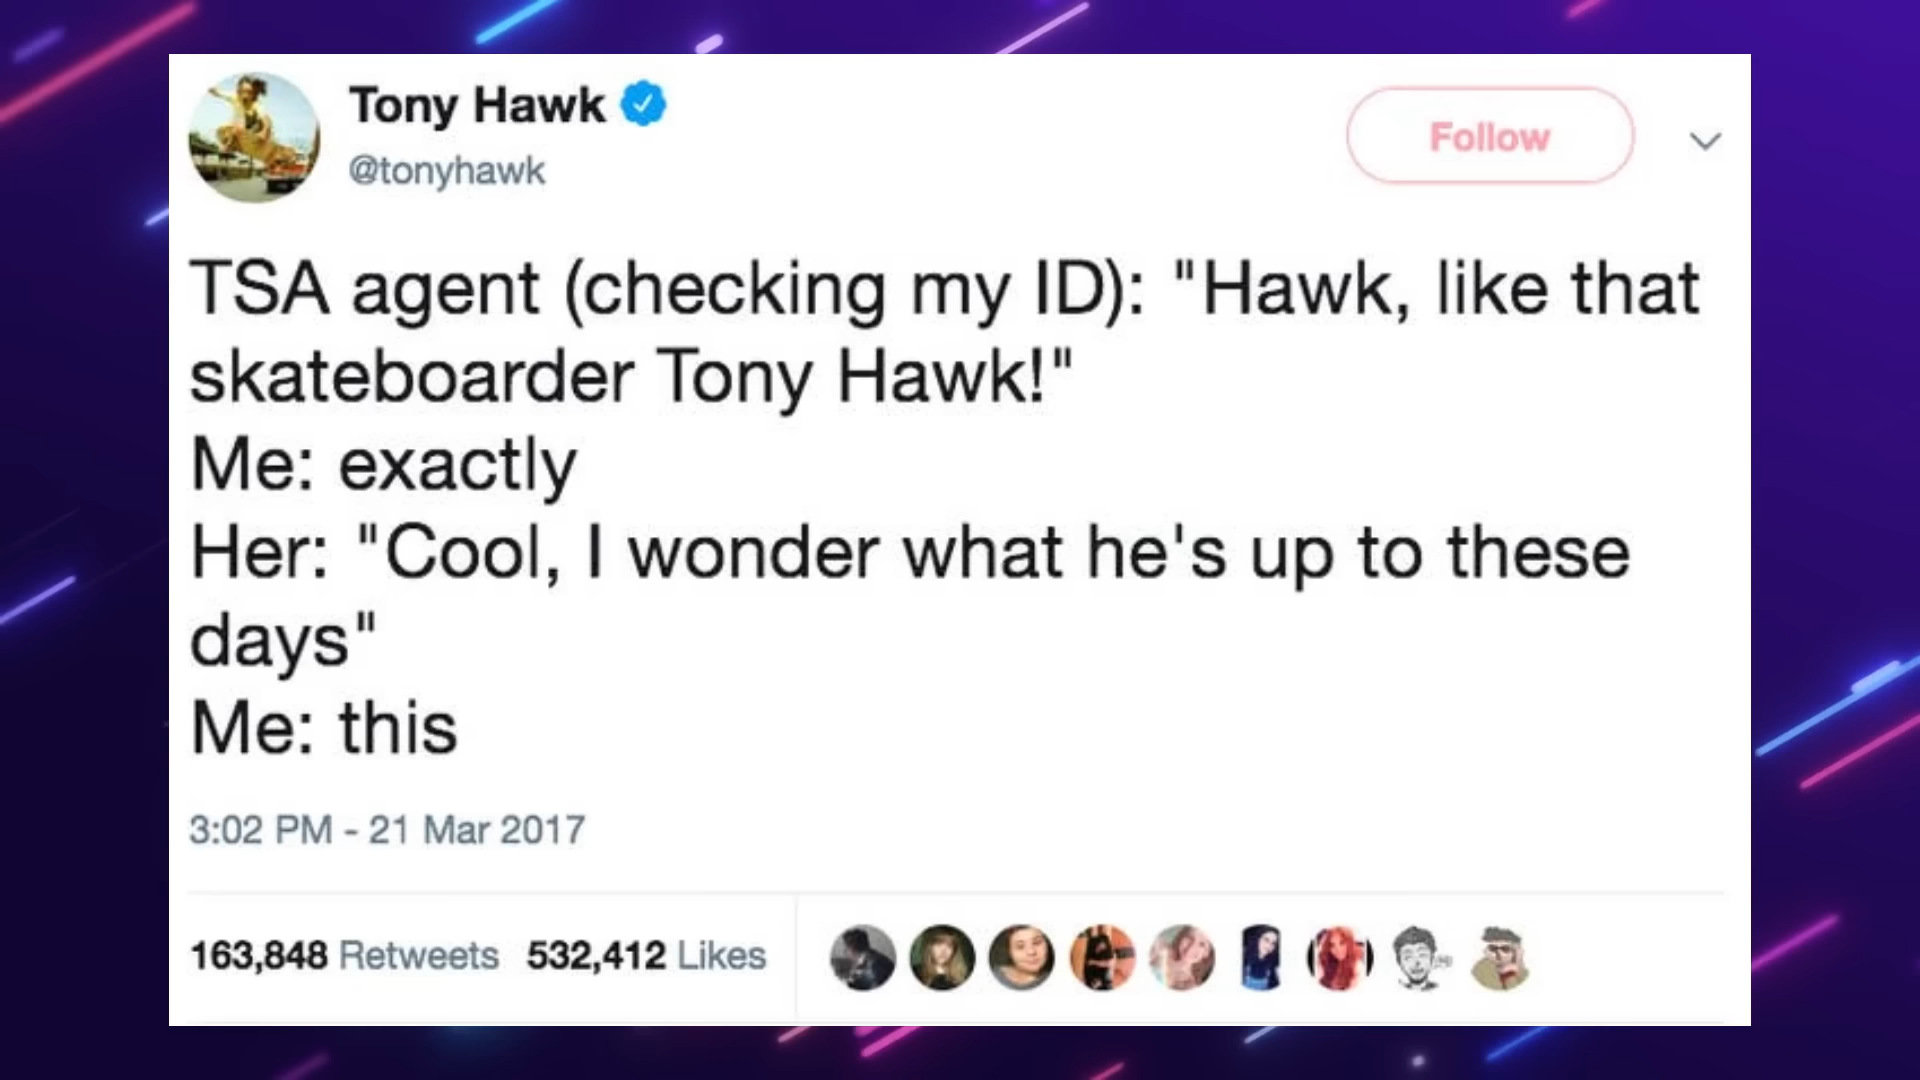 Tony Hawk
@tonyhawk
Follow
TSA agent (checking my ID): "Hawk, like that
skateboarder Tony Hawk!"
Me: exactly
Her: "Cool, I wonder what he's up to these
days"
Me: this
3:02 PM - 21 Mar 2017
163,848 Retweets 532,412 Likes